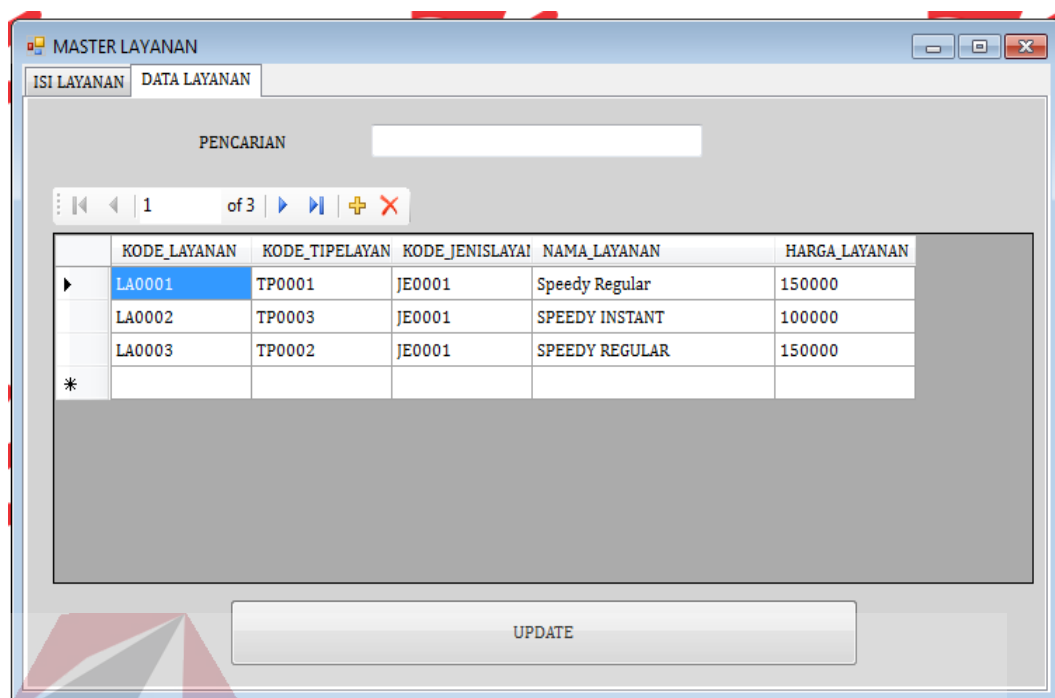 MASTER LAYANAN
ISI LAYANAN DATA LAYANAN
PENCARIAN
1 of 3
KODE_LAYANAN KODE_TIPELAYAN KODE_JENISLAYAI NAMA_LAYANAN HARGA_LAYANAN
LA0001 TP0001 JE0001 Speedy Regular 150000
LA0002 TP0003 JE0001 SPEEDY INSTANT 100000
LA0003 TP0002 JE0001 SPEEDY REGULAR 150000
UPDATE